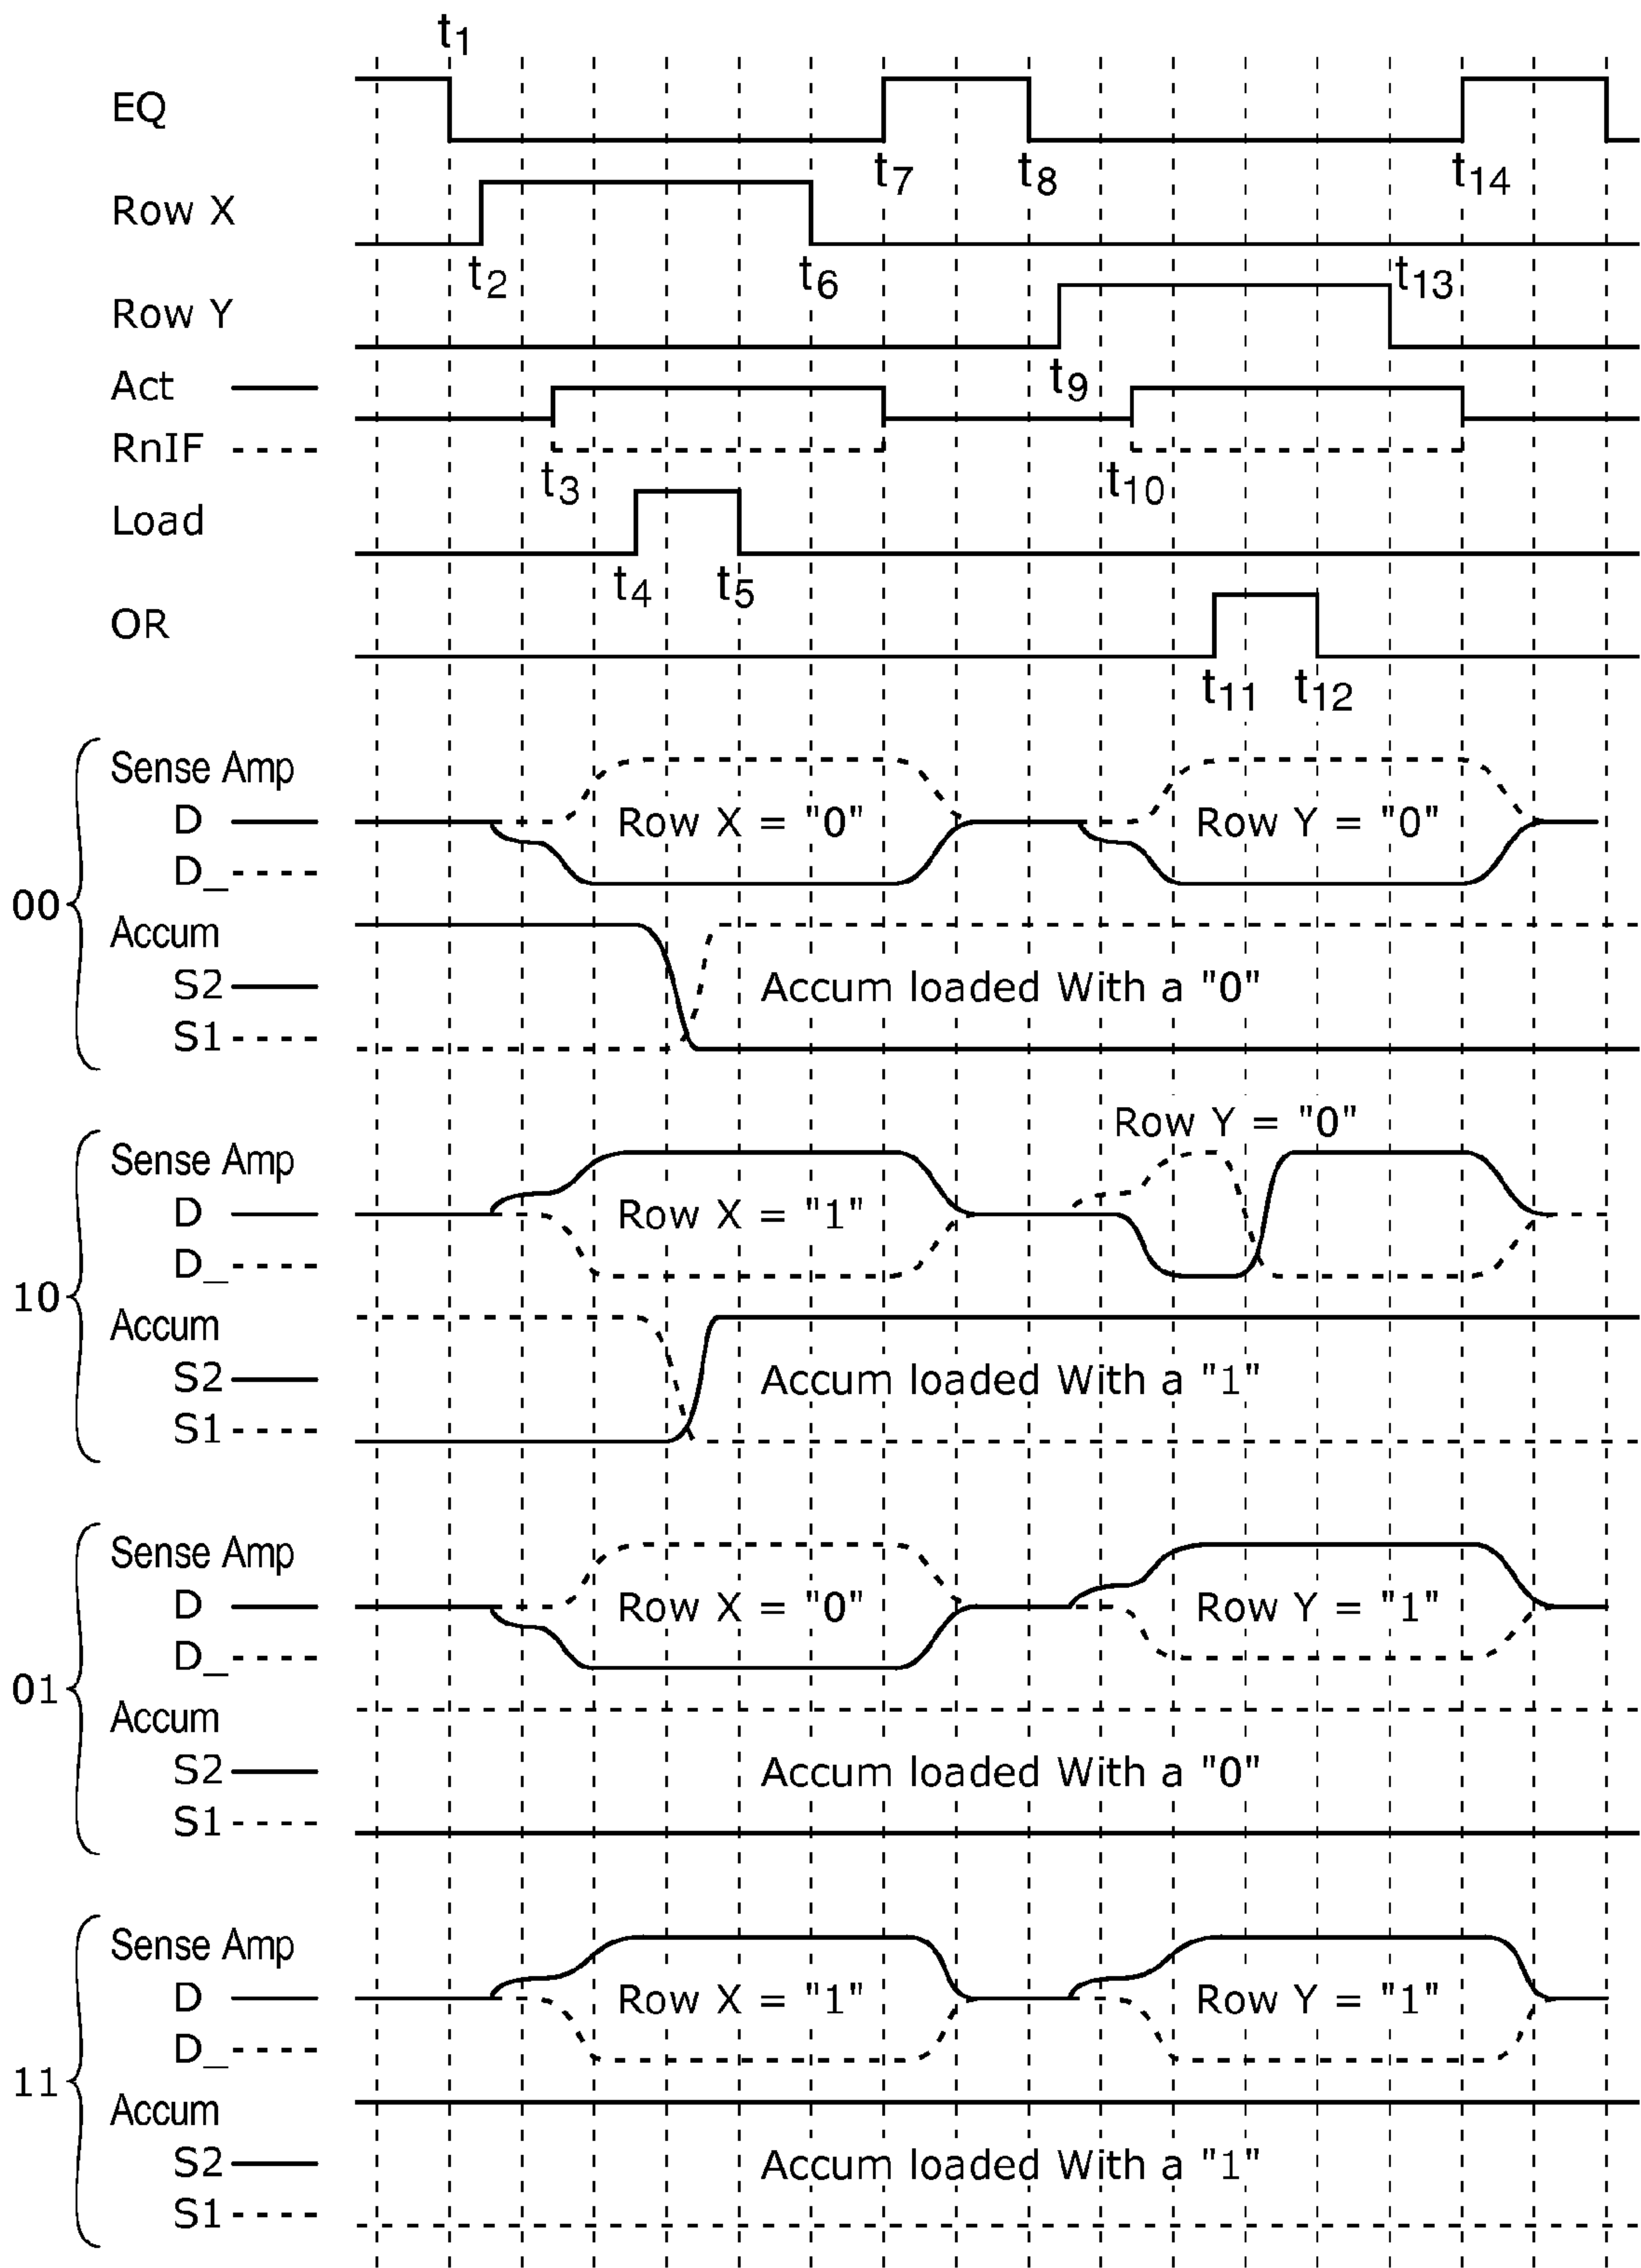 t1
EQ
t7 t8 t14
Row X
t2 t6 t13
Row Y
Act
t9
RnIF
t3 t10
Load
t4 t5
OR
t11 t12
00
Sense Amp
D Row X = "0" Row Y = "0"
D_
Accum
S2 Accum loaded With a "0"
S1
10
Row Y = "0"
Sense Amp
D Row X = "1"
D_
Accum
S2 Accum loaded With a "1"
S1
01
Sense Amp
D Row X = "0" Row Y = "1"
D_
Accum
S2 Accum loaded With a "0"
S1
11
Sense Amp
D Row X = "1" Row Y = "1"
D_
Accum
S2 Accum loaded With a "1"
S1